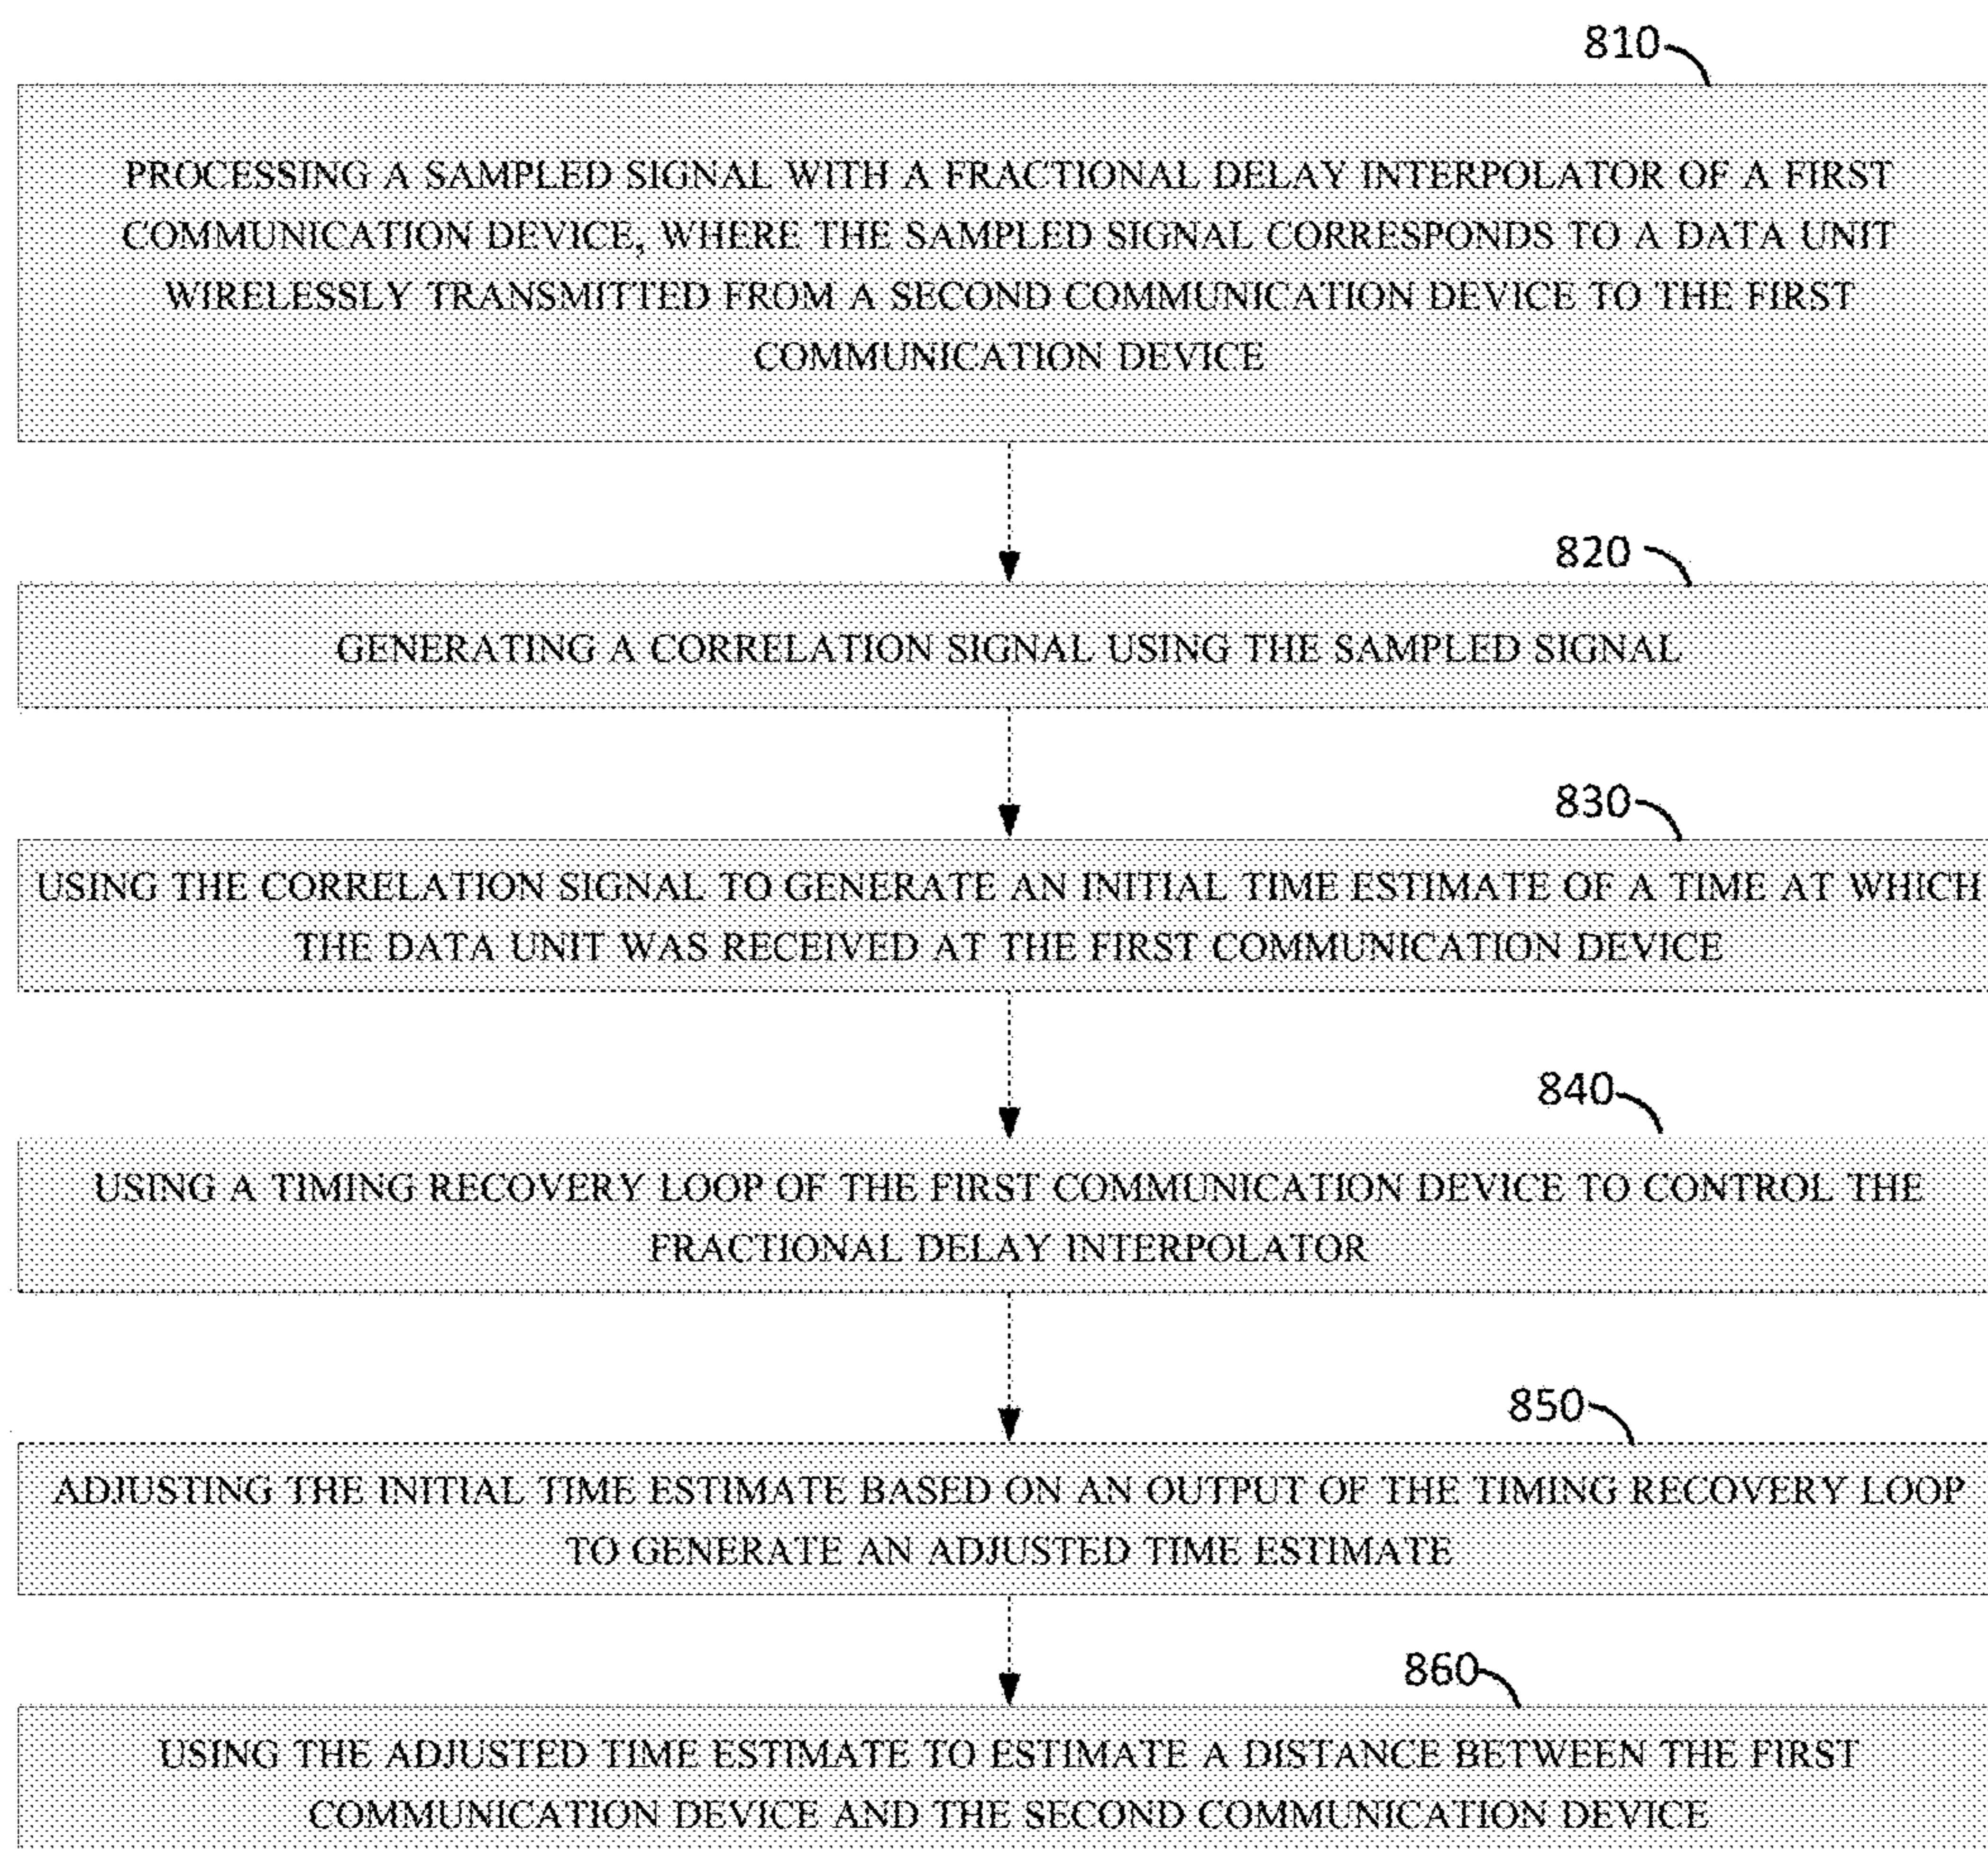 810
PROCESSING A SAMPLED SIGNAL WITH A FRACTIONAL DELAY INTERPOLATOR OF A FIRST
COMMUNICATION DEVICE, WHERE THE SAMPLED SIGNAL CORRESPONDS TO A DATA UNIT
WIRELESSLY TRANSMITTED FROM A SECOND COMMUNICATION DEVICE TO THE FIRST
COMMUNICATION DEVICE
820
GENERATING A CORRELATION SIGNAL USING THE SAMPLED SIGNAL
830
USING THE CORRELATION SIGNAL TO GENERATE AN INITIAL TIME ESTIMATE OF A TIME AT WHICH
THE DATA UNIT WAS RECEIVED AT THE FIRST COMMUNICATION DEVICE
840
USING A TIMING RECOVERY LOOP OF THE FIRST COMMUNICATION DEVICE TO CONTROL THE
FRACTIONAL DELAY INTERPOLATOR
850
ADJUSTING THE INITIAL TIME ESTIMATE BASED ON AN OUTPUT OF THE TIMING RECOVERY LOOP
TO GENERATE AN ADJUSTED TIME ESTIMATE
860
USING THE ADJUSTED TIME ESTIMATE TO ESTIMATE A DISTANCE BETWEEN THE FIRST
COMMUNICATION DEVICE AND THE SECOND COMMUNICATION DEVICE